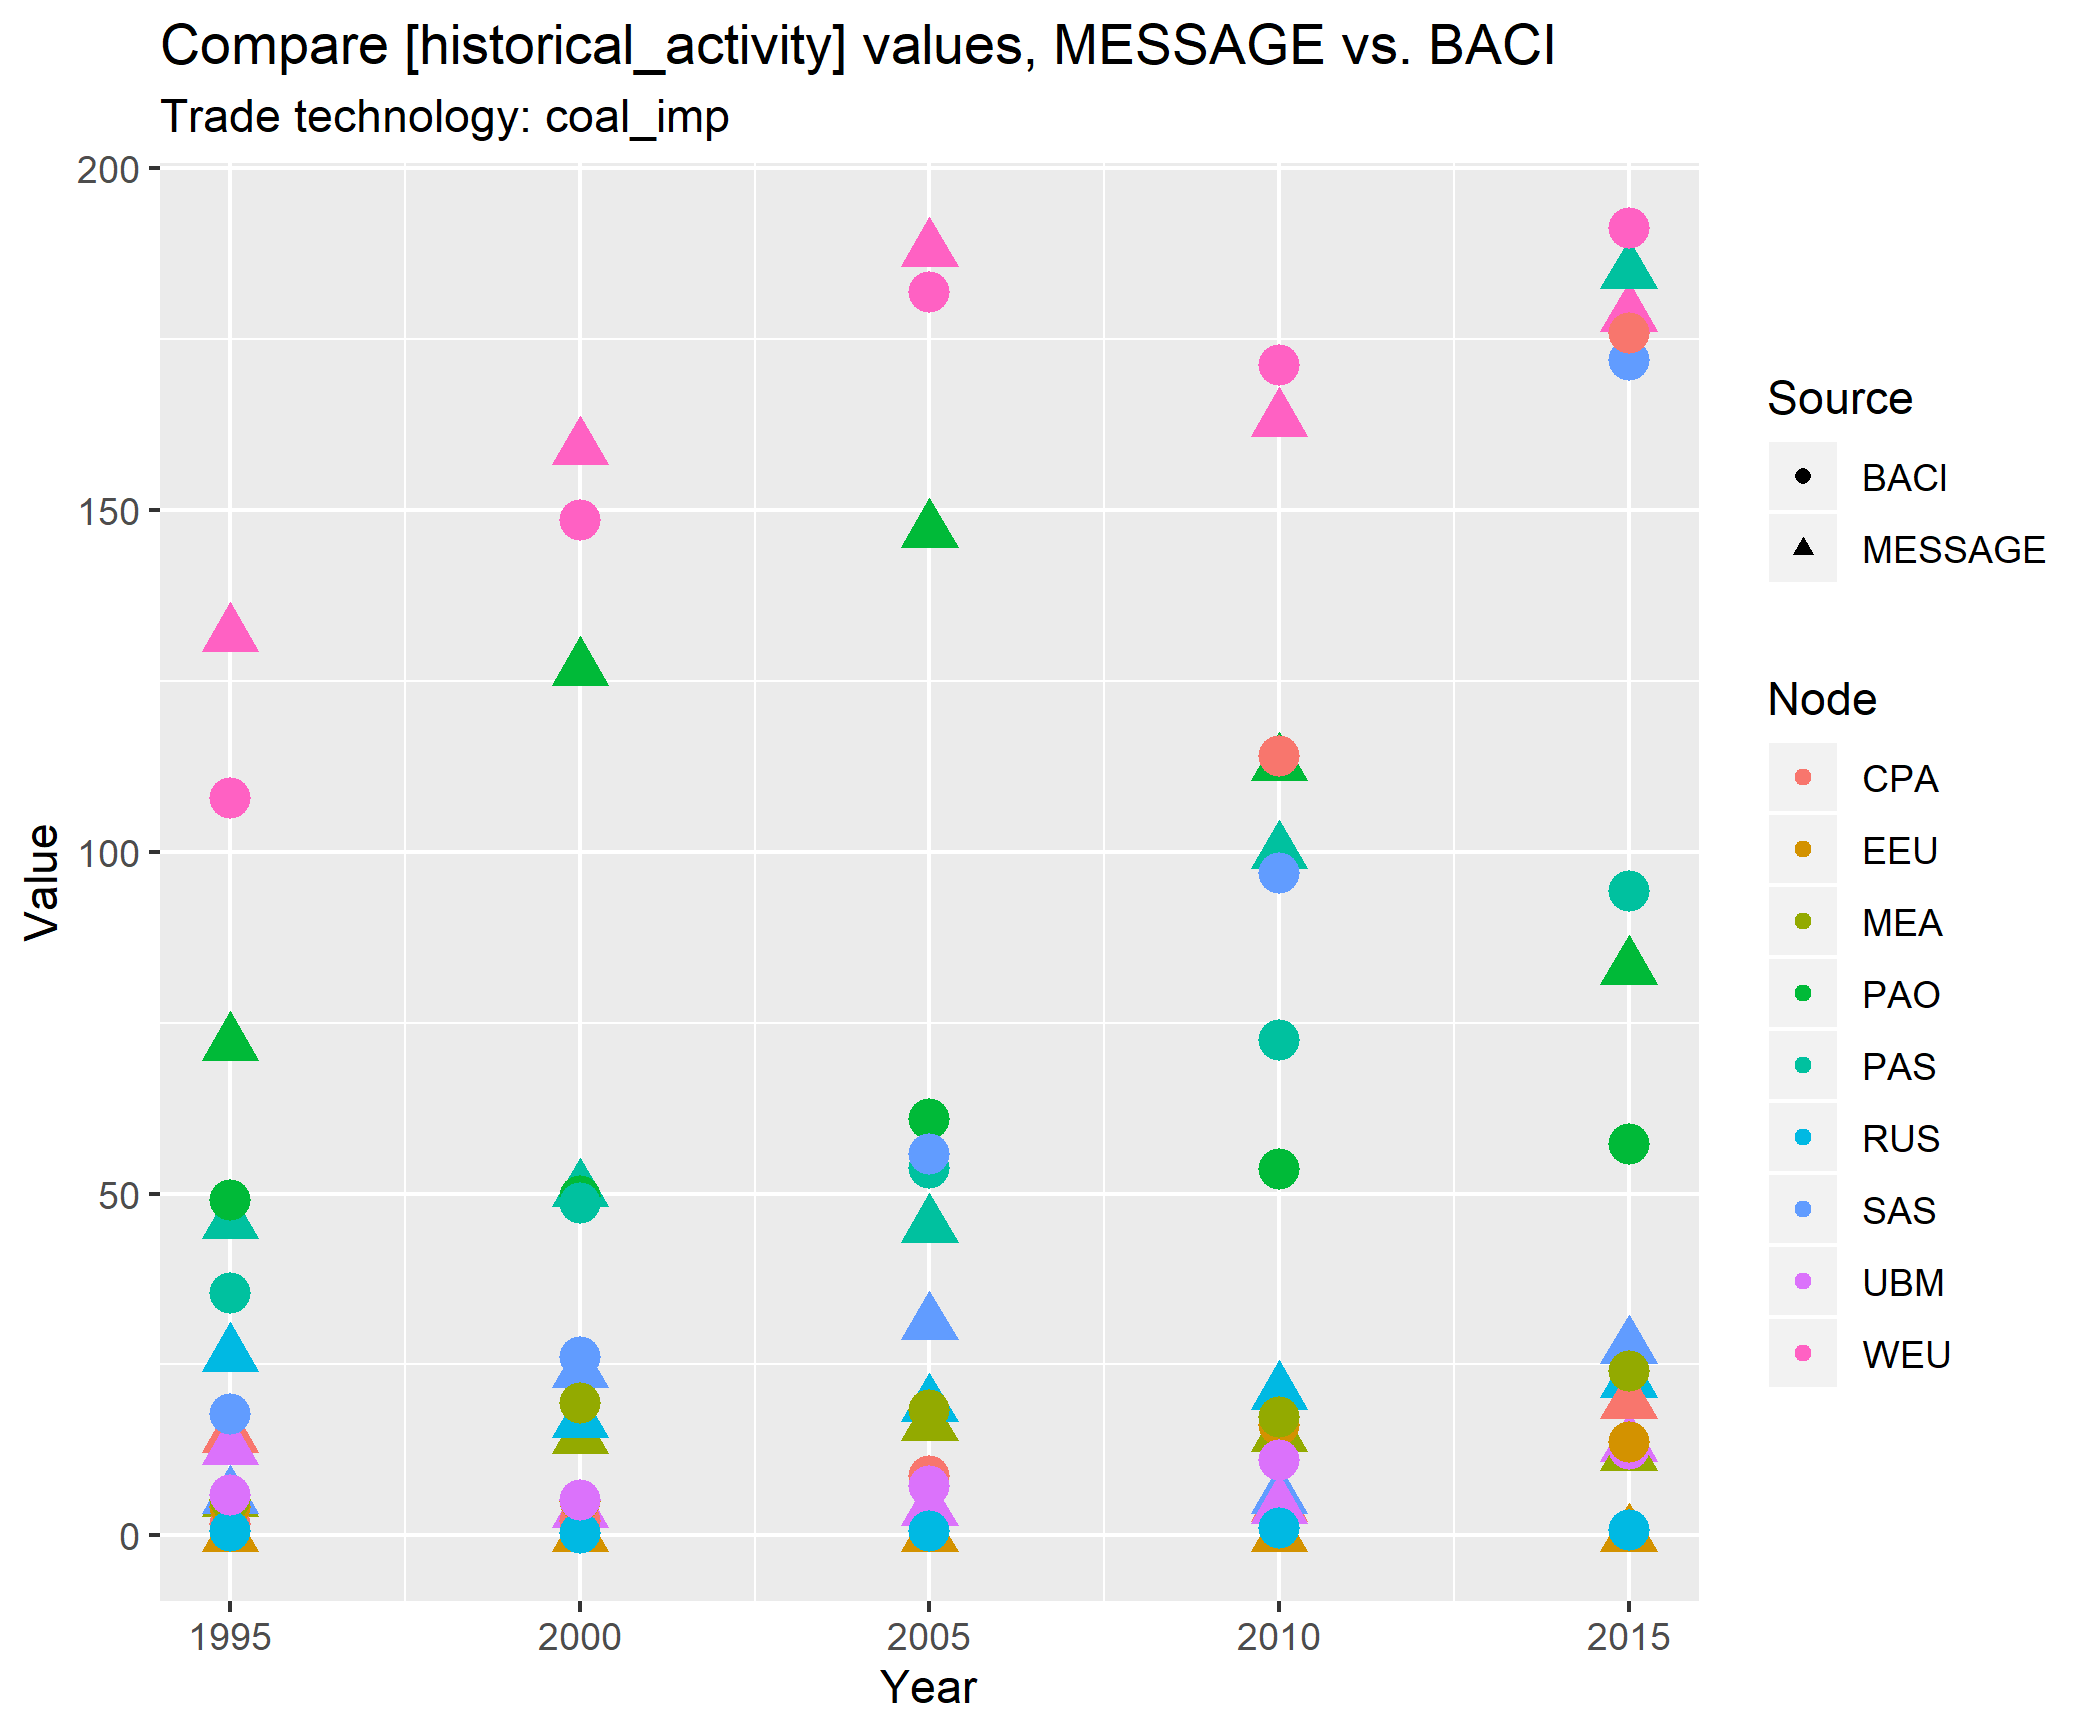 Compare [historical_activity] values, MESSAGE vs. BACI
Trade technology: coal_imp
200
150
100
50
0
Value
1995 2000 2005 2010 2015
Year
Source
BACI
MESSAGE
Node
CPA
EEU
MEA
PAO
PAS
RUS
SAS
UBM
WEU